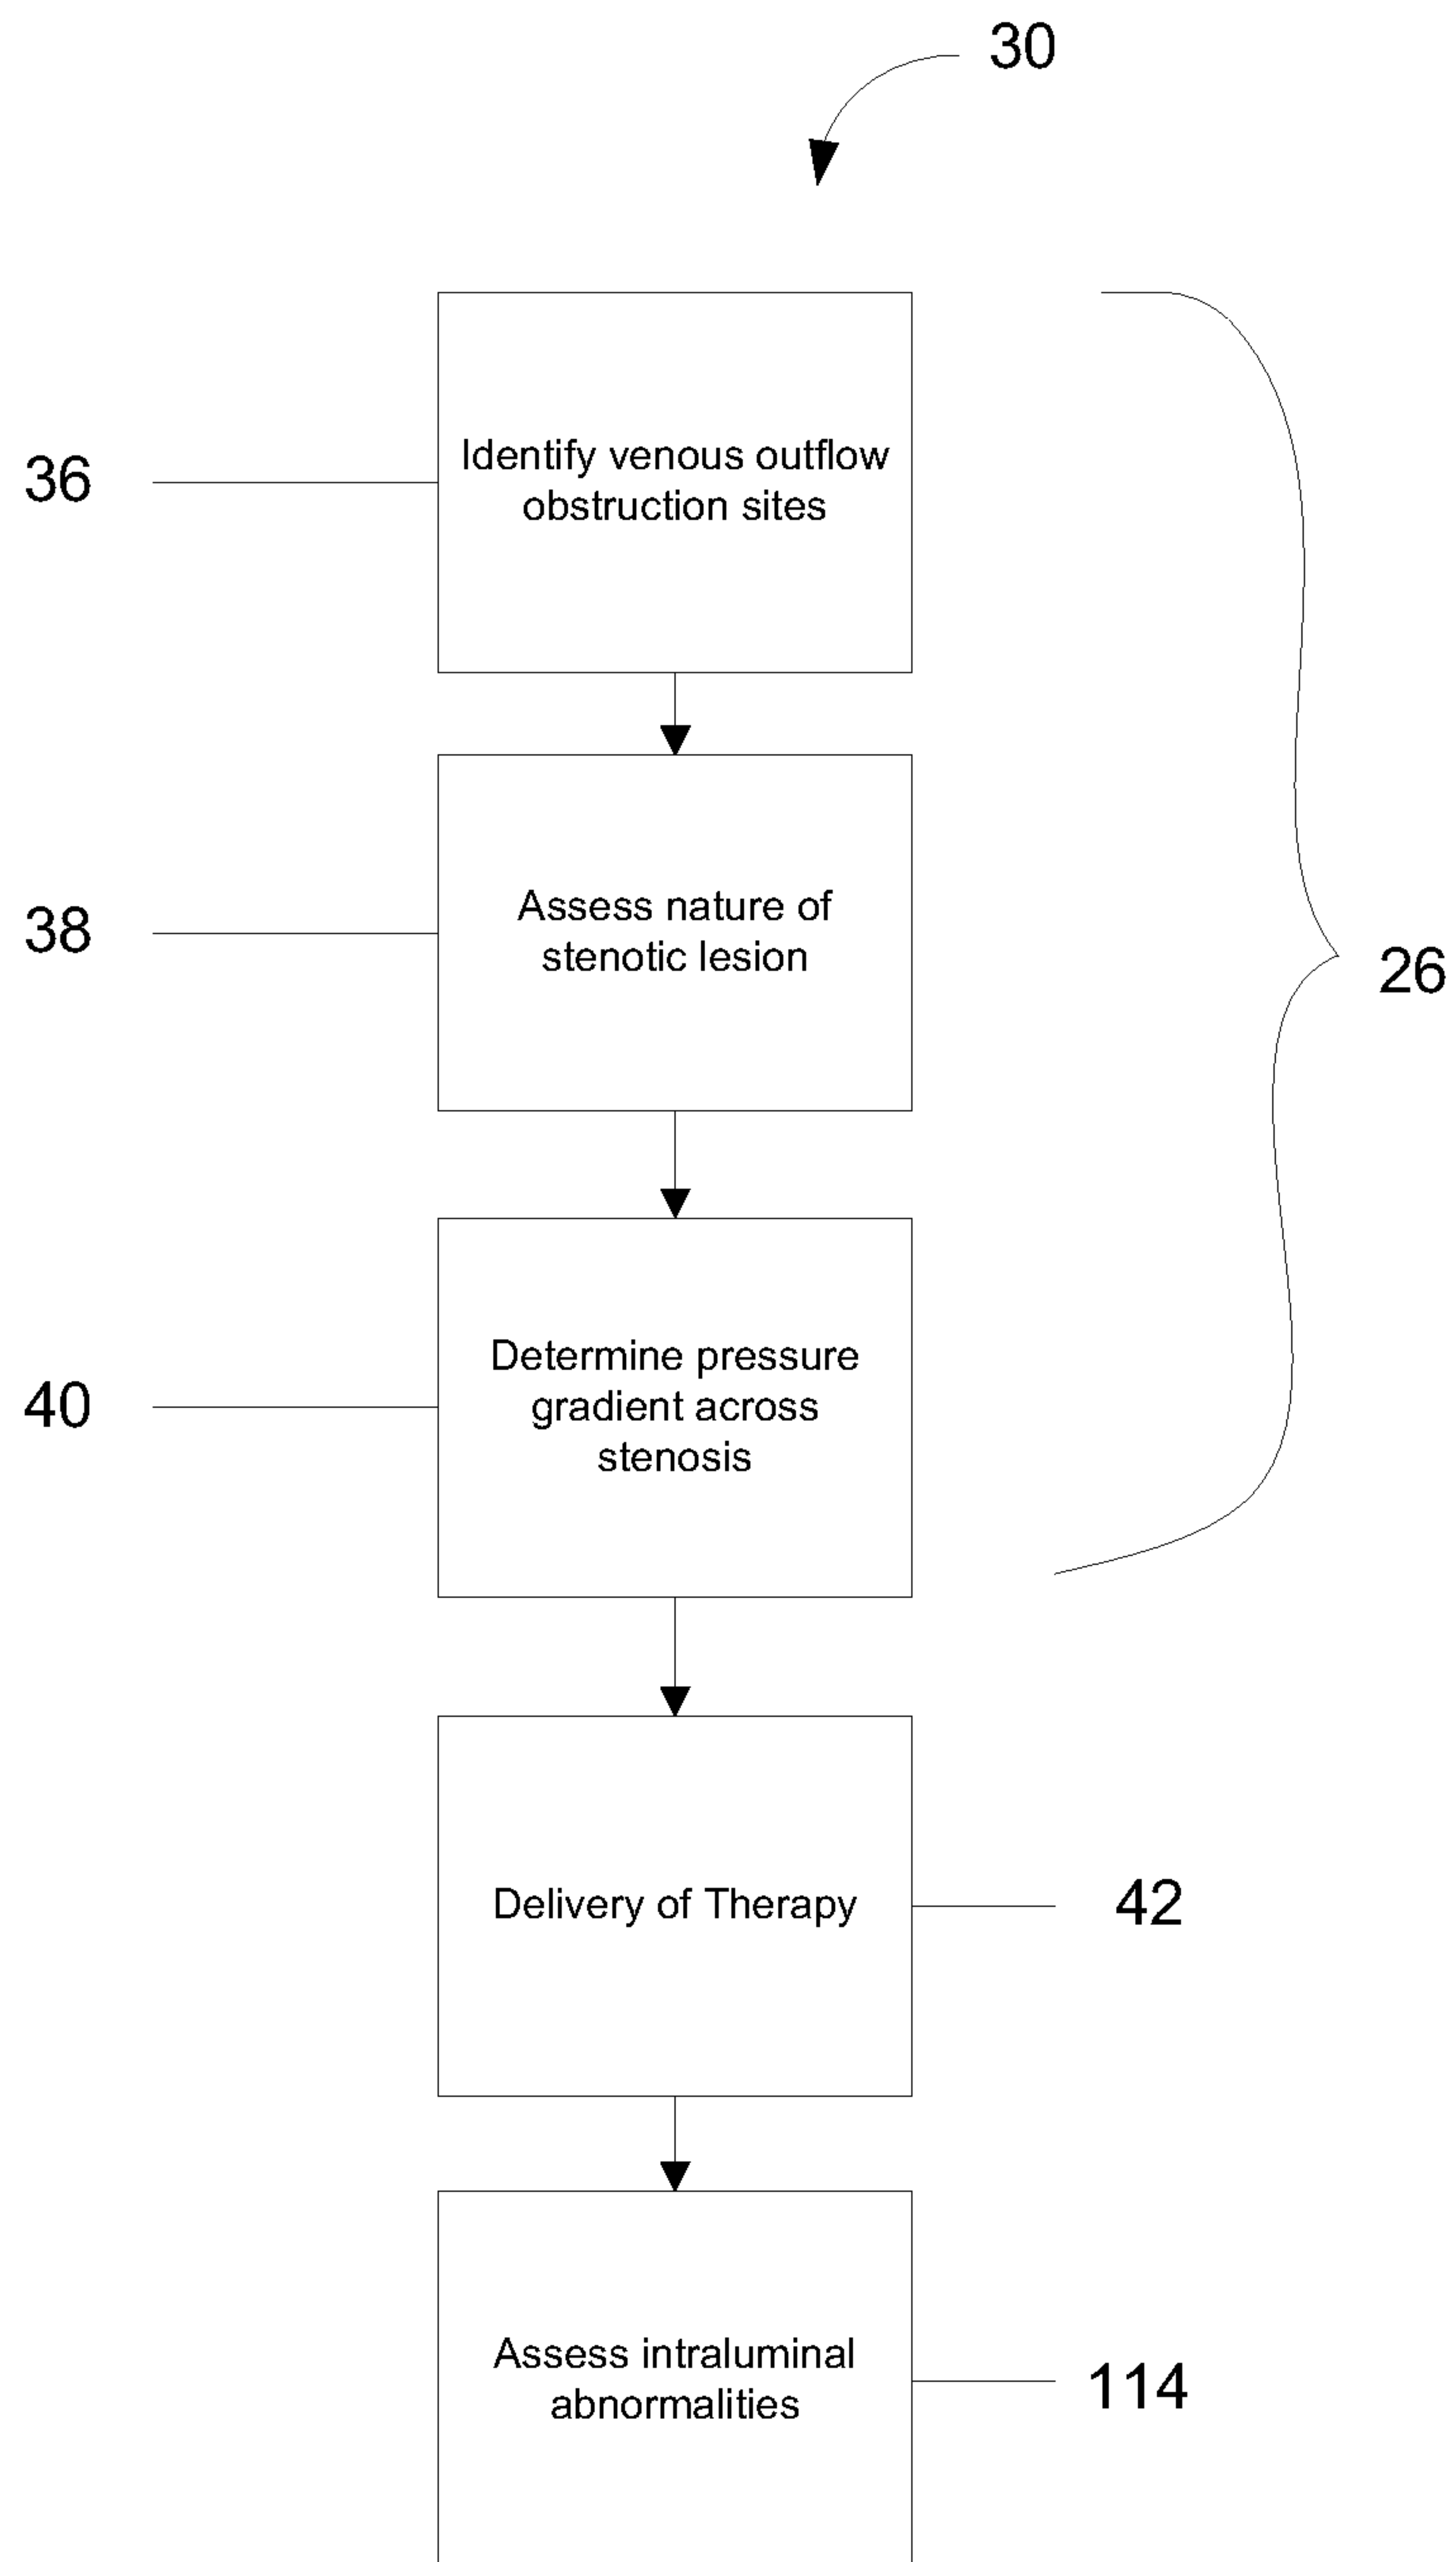 30
36
Identify venous outflow
obstruction sites
38
Assess nature of
stenotic lesion
26
40
Determine pressure
gradient across
stenosis
Delivery of Therapy
42
Assess intraluminal
abnormalities
114